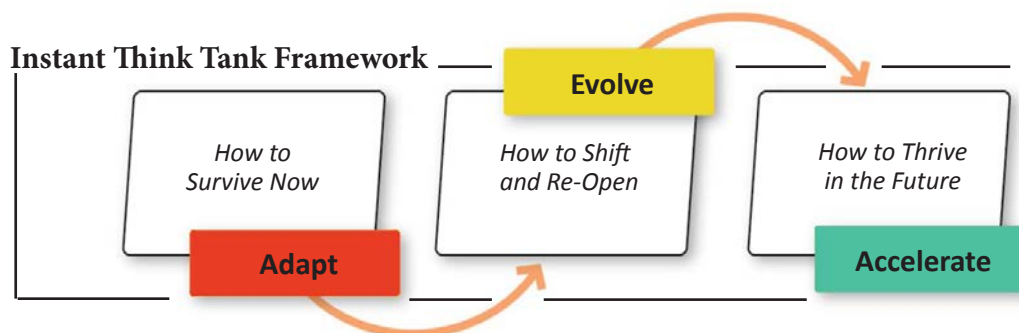 Instant Think Tank Framework
How to
Survive Now
Adapt
Evolve
How to Shift
and Re-Open
How to Thrive
in the Future
Accelerate